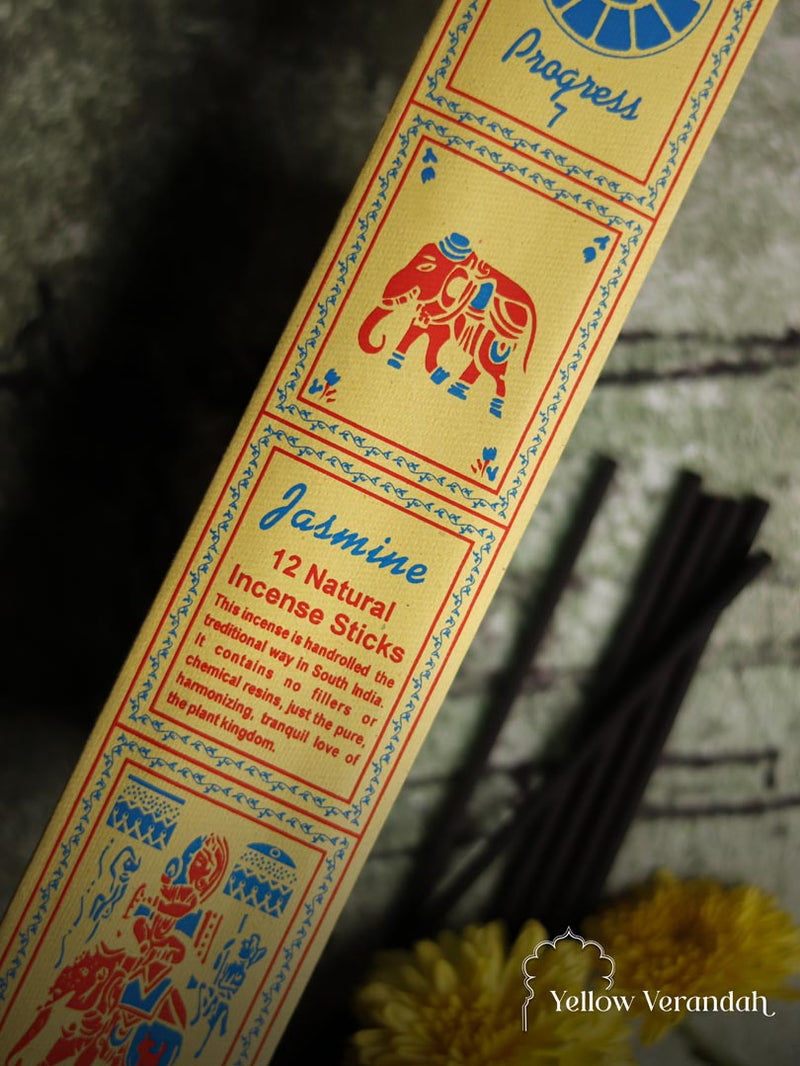 Progress
7
Jasmine
12 Natural
Incense Sticks
This incense is handrolled the
traditional way in South India.
It contains no fillers or
chemical resins, just the pure,
harmonizing, tranquil love of
the plant kingdom.
Yellow Verandah